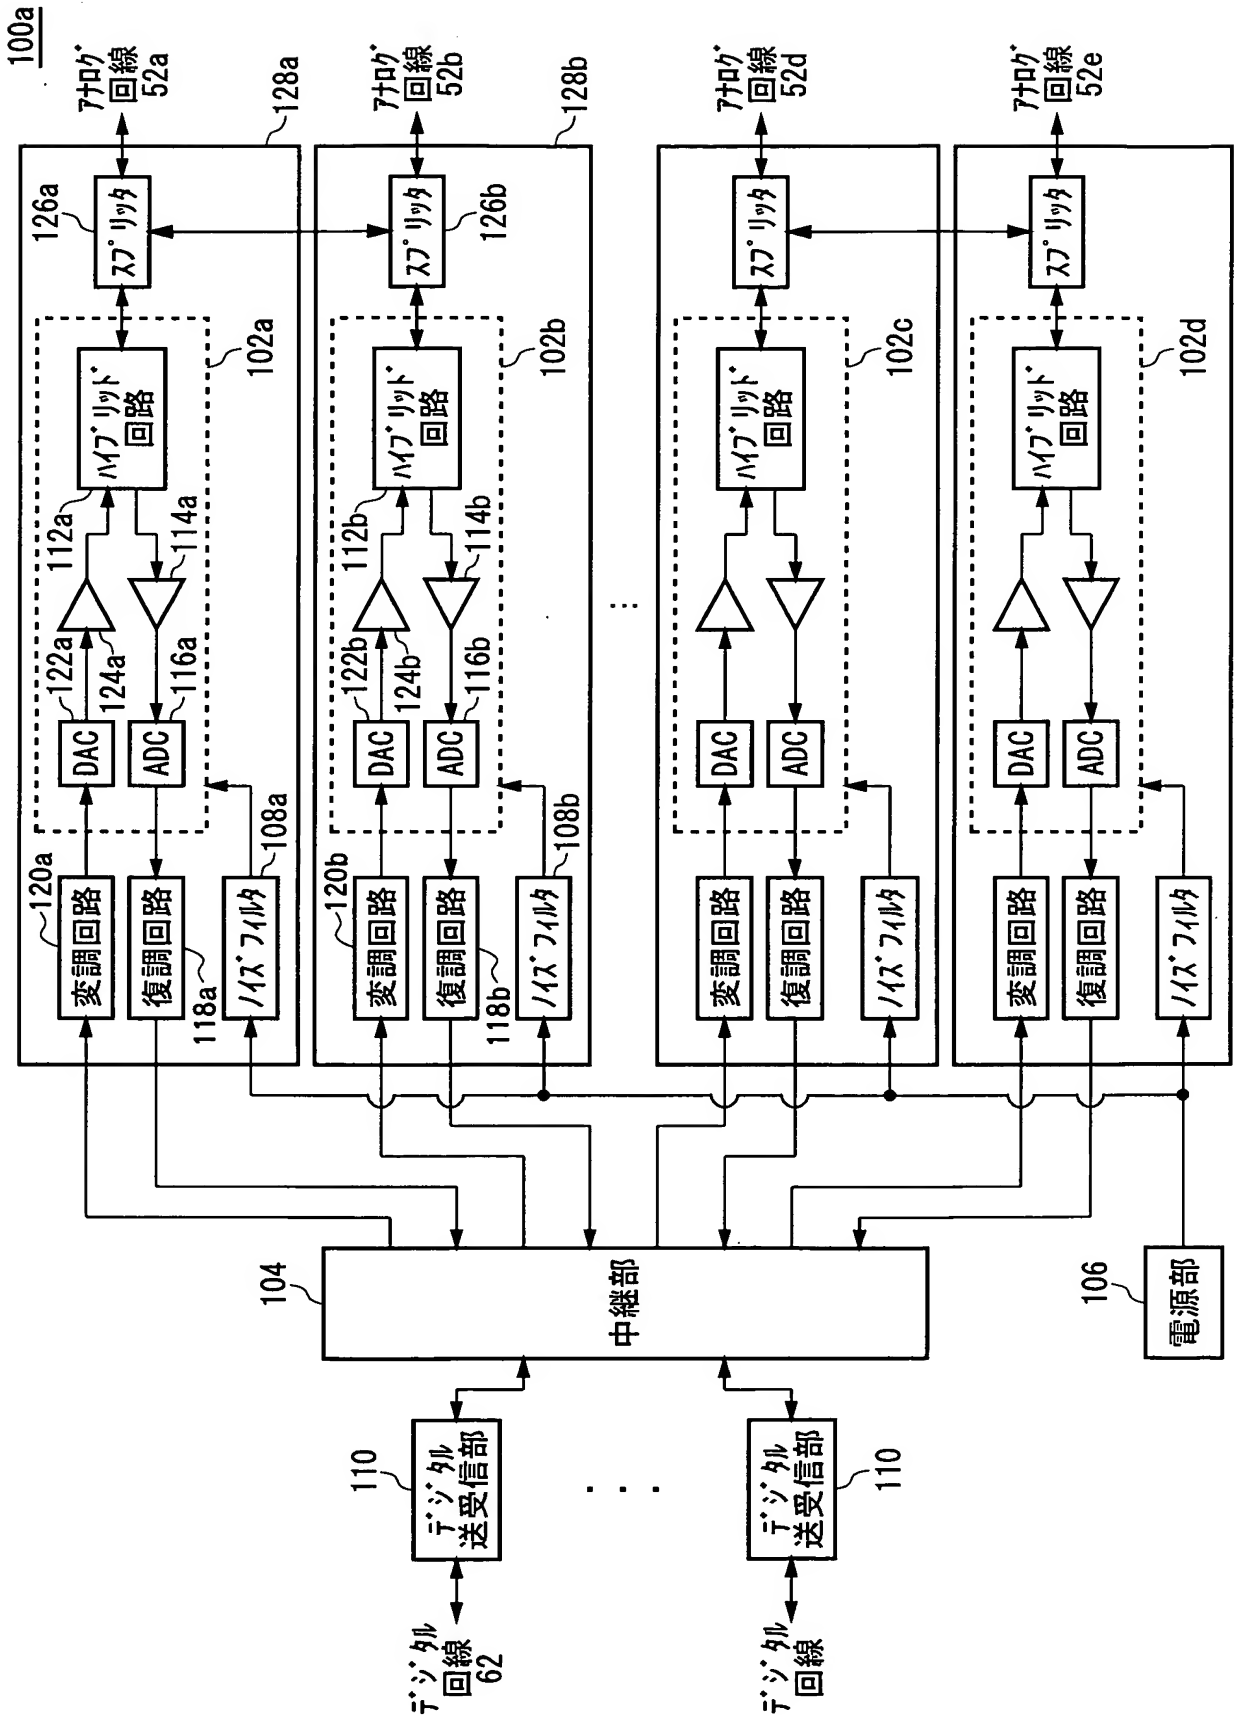 100a
アナログ
回線
52a
128a
126a
スプリッタ
102a
ハイブリッド
回路
112a
114a
124a
122a
DAC
116a
ADC
120a
変調回路
復調回路
118a
108a
ノイズフィルタ
アナログ
回線
52b
128b
スプリッタ
126b
102b
ハイブリッド
回路
112b
114b
124b
122b
DAC
116b
ADC
120b
変調回路
復調回路
118b
108b
ノイズフィルタ
アナログ
回線
52d
スプリッタ
102c
ハイブリッド
回路
DAC
ADC
変調回路
復調回路
ノイズフィルタ
アナログ
回線
52e
スプリッタ
102d
ハイブリッド
回路
DAC
ADC
変調回路
復調回路
ノイズフィルタ
104
中継部
106
電源部
110
デジタル
送受信部
デジタル
送受信部
110
デジタル
回線
62
デジタル
回線